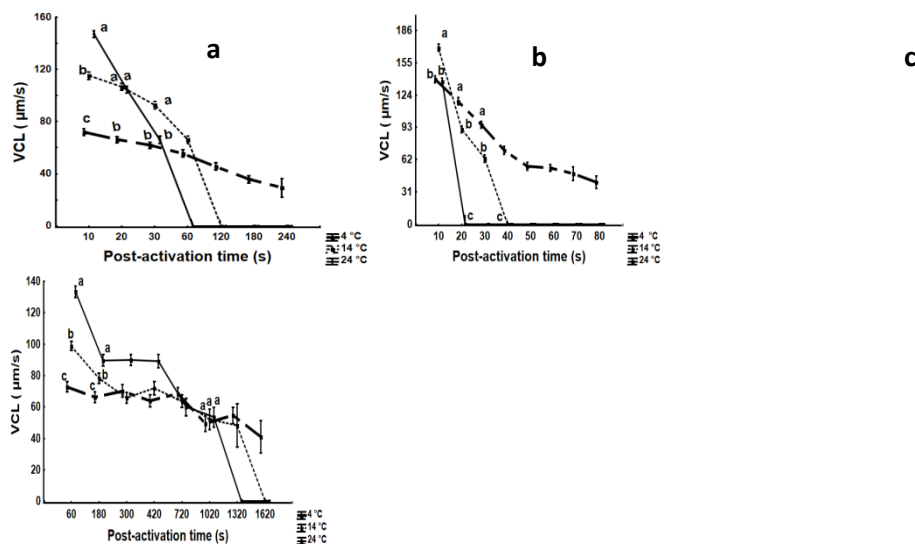 a
VCL ( µm/s)
160
120
80
40
0
a
b
a a
a
c
b
b b
10 20 30 60 120 180 240
Post-activation time (s)
4 °C
14 °C
24 °C
b
VCL ( µm/s)
186
155
124
93
62
31
0
a
b b
a
b
a
b
c c
10 20 30 40 50 60 70 80
Post-activation time (s)
4 °C
14 °C
24 °C
c
VCL ( µm/s)
140
120
100
80
60
40
20
0
a
b
a
c
c b
a a a
60 180 300 420 720 1020 1320 1620
Post-activation time (s)
4 °C
14 °C
24 °C